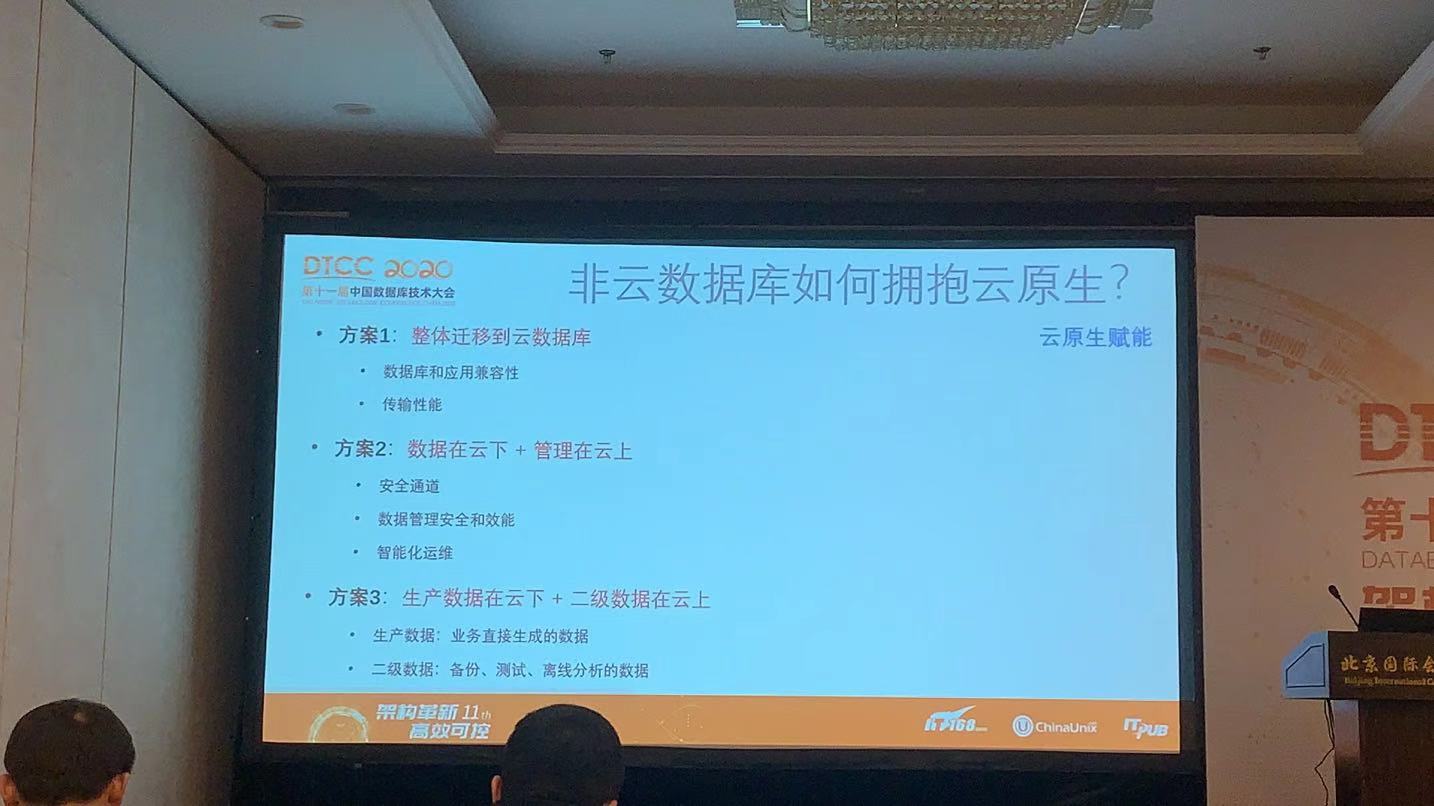 DTCC 2020
第十一届中国数据库技术大会
非云数据库如何拥抱云原生？
• 方案1：整体迁移到云数据库
云原生赋能
• 数据库和应用兼容性
• 传输性能
• 方案2：数据在云下 + 管理在云上
• 安全通道
• 数据管理安全和效能
• 智能化运维
• 方案3：生产数据在云下 + 二级数据在云上
• 生产数据：业务直接生成的数据
• 二级数据：备份、测试、离线分析的数据
架构革新 11th
高效可控
IT168
ChinaUnix
ITPUB
第十
DATAB
北京国际会
Beijing International C